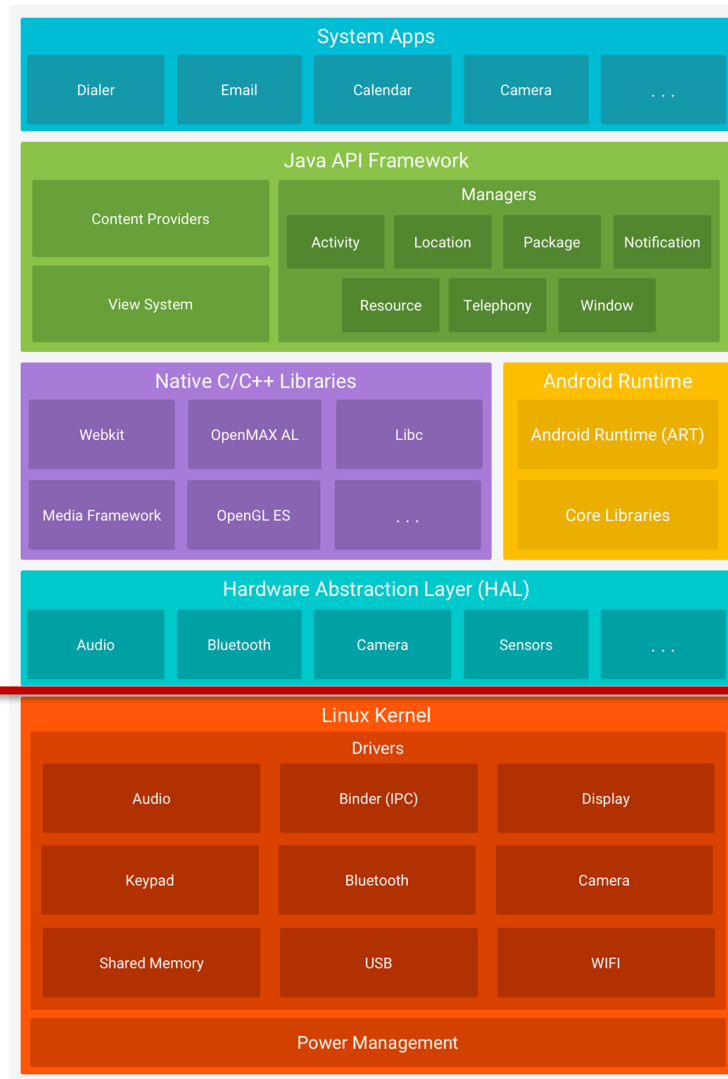 System Apps
Dialer Email Calendar Camera . . .
Java API Framework
Content Providers
View System
Managers
Activity Location Package Notification
Resource Telephony Window
Native C/C++ Libraries
Webkit OpenMAX AL Libc
Media Framework OpenGL ES . . .
Android Runtime
Android Runtime (ART)
Core Libraries
Hardware Abstraction Layer (HAL)
Audio Bluetooth Camera Sensors . . .
Linux Kernel
Drivers
Audio Binder (IPC) Display
Keypad Bluetooth Camera
Shared Memory USB WIFI
Power Management